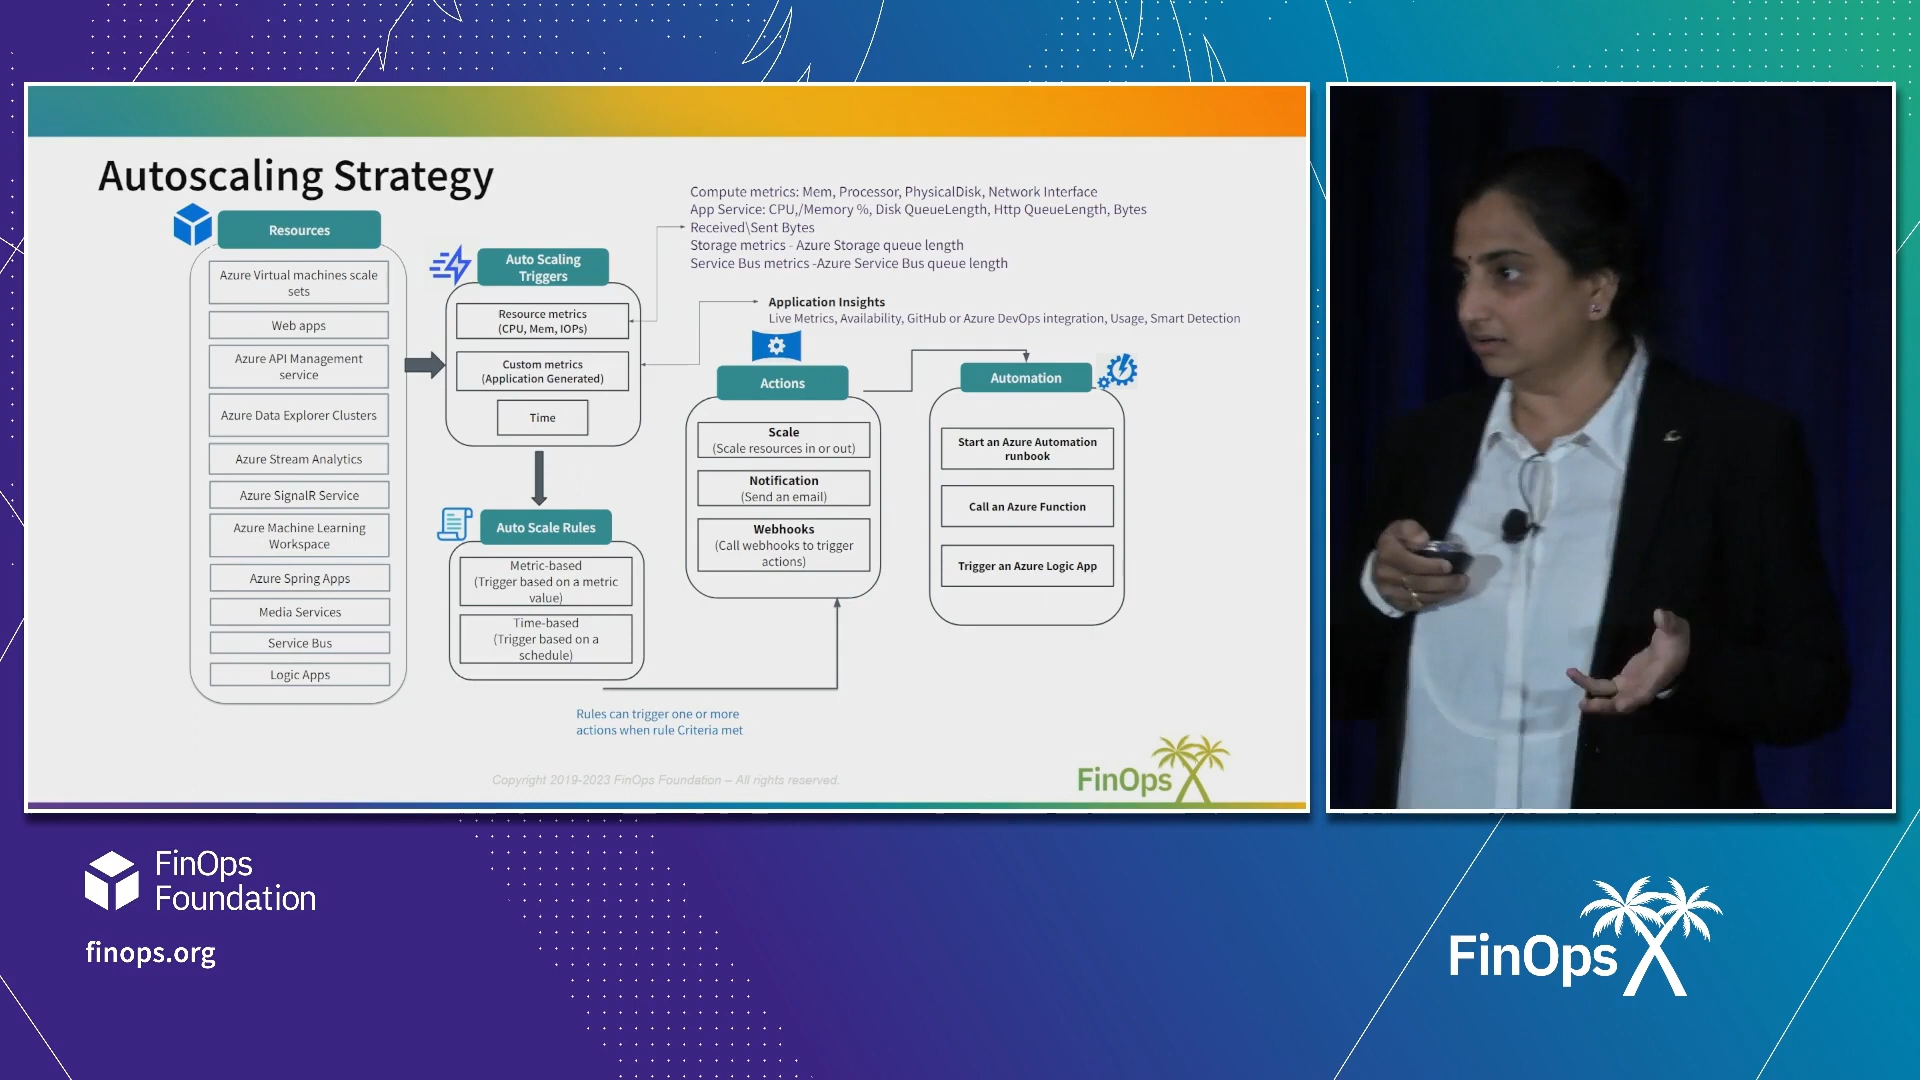 Autoscaling Strategy
Resources
Azure Virtual machines scale
sets
Web apps
Azure API Management
service
Azure Data Explorer Clusters
Azure Stream Analytics
Azure SignalR Service
Azure Machine Learning
Workspace
Azure Spring Apps
Media Services
Service Bus
Logic Apps
Auto Scaling
Triggers
Resource metrics
(CPU, Mem, IOPs)
Custom metrics
(Application Generated)
Time
Auto Scale Rules
Metric-based
(Trigger based on a metric
value)
Time-based
(Trigger based on a
schedule)
Rules can trigger one or more
actions when rule Criteria met
Compute metrics: Mem, Processor, PhysicalDisk, Network Interface
App Service: CPU,/Memory %, Disk QueueLength, Http QueueLength, Bytes
Received\Sent Bytes
Storage metrics - Azure Storage queue length
Service Bus metrics -Azure Service Bus queue length
Application Insights
Live Metrics, Availability, GitHub or Azure DevOps integration, Usage, Smart Detection
Actions
Scale
(Scale resources in or out)
Notification
(Send an email)
Webhooks
(Call webhooks to trigger
actions)
Automation
Start an Azure Automation
runbook
Call an Azure Function
Trigger an Azure Logic App
Copyright 2019-2023 FinOps Foundation – All rights reserved.
FinOps X
FinOps
Foundation
finops.org
FinOps X